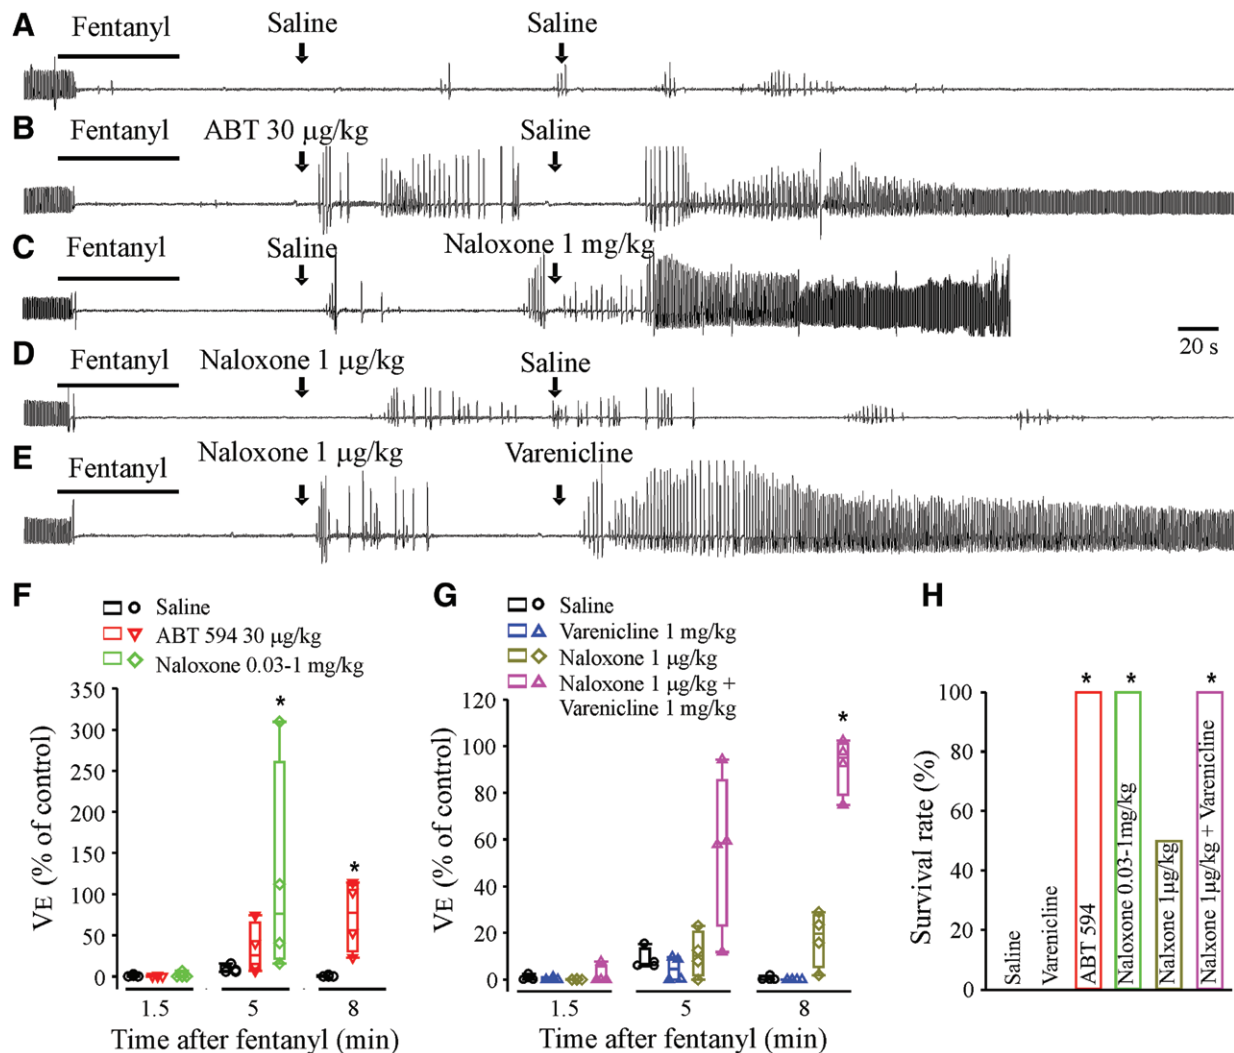 A
Fentanyl
Saline
Saline
B
Fentanyl
ABT 30 µg/kg
Saline
C
Fentanyl
Saline
Naloxone 1 mg/kg
20 s
D
Fentanyl
Naloxone 1 µg/kg
Saline
E
Fentanyl
Naloxone 1 µg/kg
Varenicline
F
Saline
ABT 594 30 µg/kg
Naloxone 0.03-1 mg/kg
VE (% of control)
350
300
250
200
150
100
50
0
*
*
1.5
5
8
Time after fentanyl (min)
G
Saline
Varenicline 1 mg/kg
Naloxone 1 µg/kg
Naloxone 1 µg/kg +
Varenicline 1 mg/kg
VE (% of control)
120
100
80
60
40
20
0
*
1.5
5
8
Time after fentanyl (min)
H
Survival rate (%)
100
80
60
40
20
0
*
*
*
Saline
Varenicline
ABT 594
Naloxone 0.03-1mg/kg
Nalxone 1µg/kg
Nalxone 1µg/kg + Varenicline